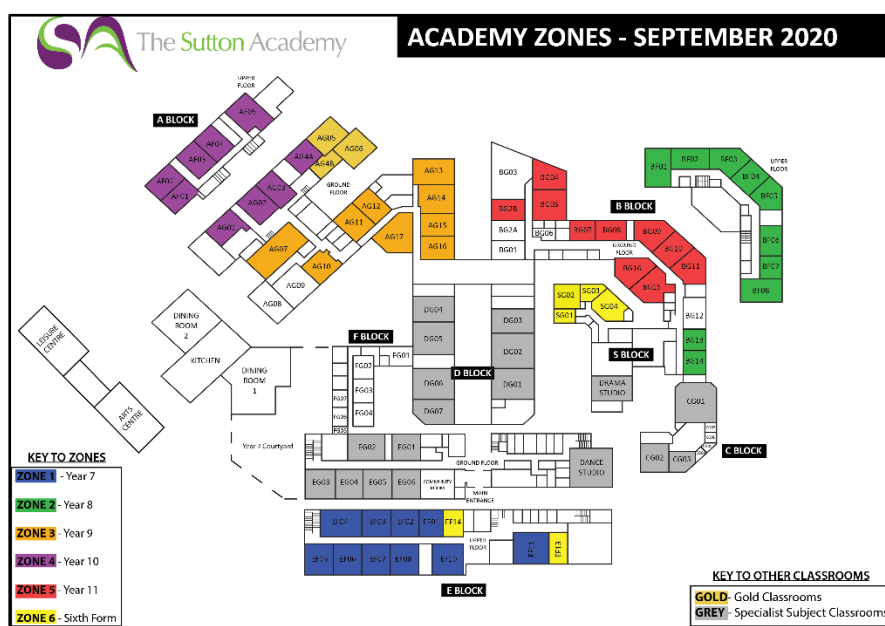 The Sutton Academy
ACADEMY ZONES - SEPTEMBER 2020
UPPER
FLOOR
A BLOCK
AF05
AF04
AF03
AF02
AF01
AG05
AG06
AG4A
AG4B
AG03
AG02
AG01
GROUND
FLOOR
AG13
AG14
AG15
AG16
AG12
AG11
AG17
AG07
AG10
AG09
AG08
BG03
BG04
BG05
BG2B
BG2A
BG01
BG06
B BLOCK
BG07
BG08
BG09
BG10
BG11
GROUND
FLOOR
BG16
BG15
BG12
BG13
BG14
BF01
BF02
BF03
BF04
BF05
BF06
BF07
BF08
UPPER
FLOOR
SG02
SG03
SG04
SG01
S BLOCK
DRAMA
STUDIO
CG01
CG02
CG03
C BLOCK
DG04
DG05
DG06
DG07
DG03
DG02
DG01
D BLOCK
F BLOCK
FG01
FG02
FG03
FG04
FG07
FG06
FG05
DINING
ROOM
2
KITCHEN
DINING
ROOM
1
LEISURE
CENTRE
ARTS
CENTRE
Year 7 Courtyard
EG02
EG01
GROUND FLOOR
EG03
EG04
EG05
EG06
COMMUNITY
ROOM
MAIN
ENTRANCE
DANCE
STUDIO
EF04
EF03
EF02
EF01
EF14
EF05
EF06
EF07
EF08
EF10
UPPER
FLOOR
EF11
EF13
E BLOCK
KEY TO ZONES
ZONE 1 - Year 7
ZONE 2 - Year 8
ZONE 3 - Year 9
ZONE 4 - Year 10
ZONE 5 - Year 11
ZONE 6 - Sixth Form
KEY TO OTHER CLASSROOMS
GOLD - Gold Classrooms
GREY - Specialist Subject Classrooms